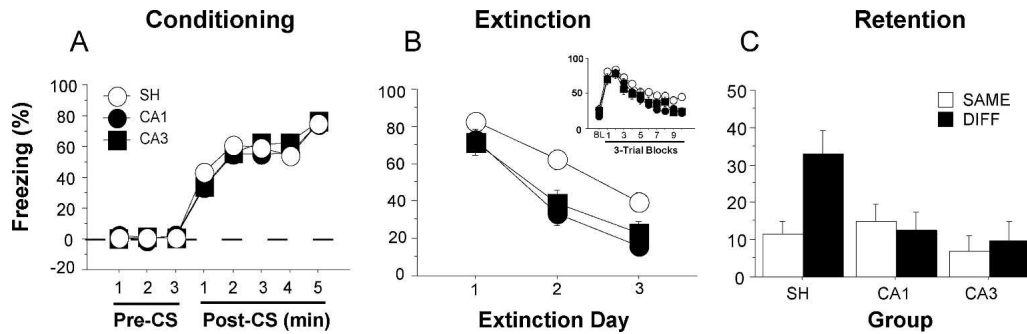 Conditioning
A
Freezing (%)
100
80
60
40
20
0
-20
SH
CA1
CA3
1 2 3 1 2 3 4 5
Pre-CS Post-CS (min)
Extinction
B
100
80
60
40
20
0
1 2 3
Extinction Day
100
50
0
BL 1 3 5 7 9
3-Trial Blocks
Retention
C
50
40
30
20
10
0
SAME
DIFF
SH CA1 CA3
Group